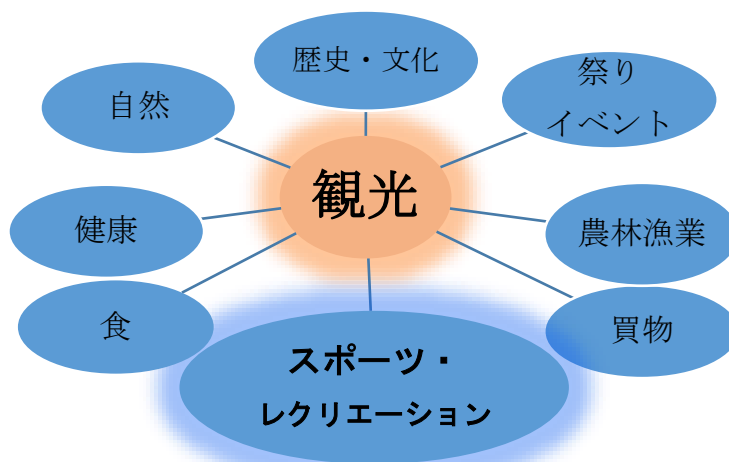 歴史・文化
祭り
イベント
自然
観光
健康
農林漁業
食
買物
スポーツ・
レクリエーション